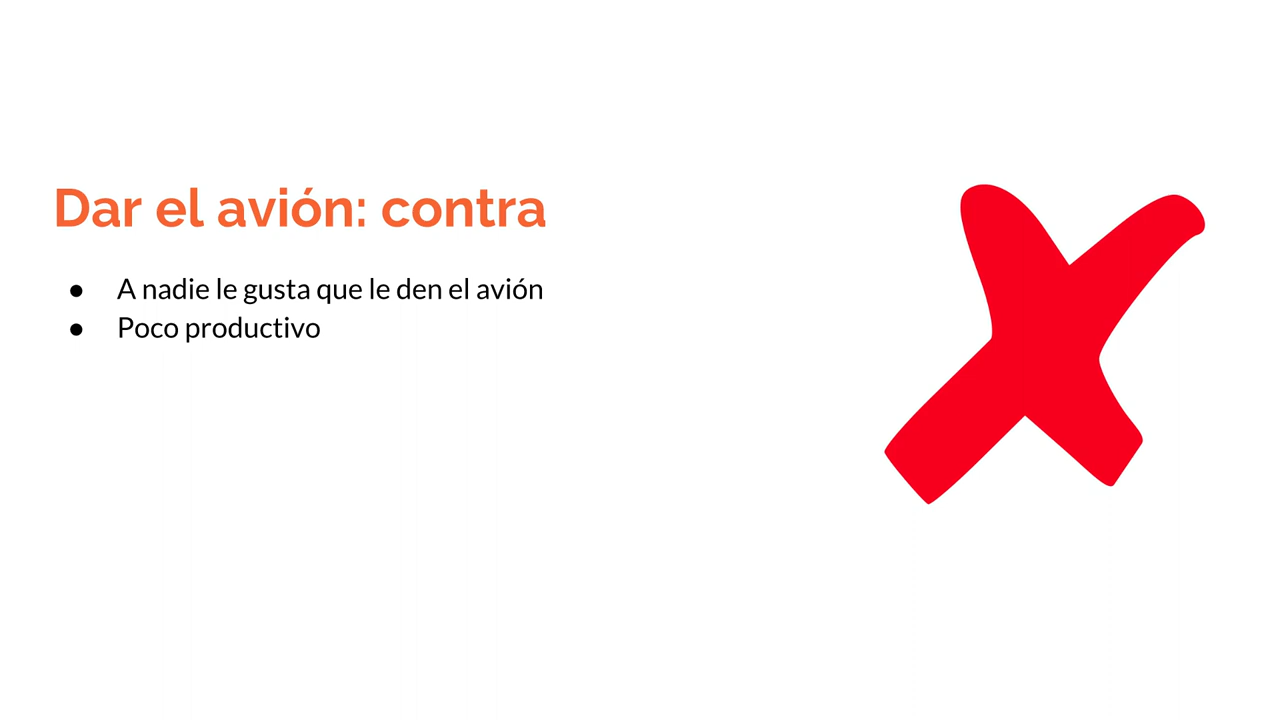 Dar el avión: contra
● A nadie le gusta que le den el avión
● Poco productivo